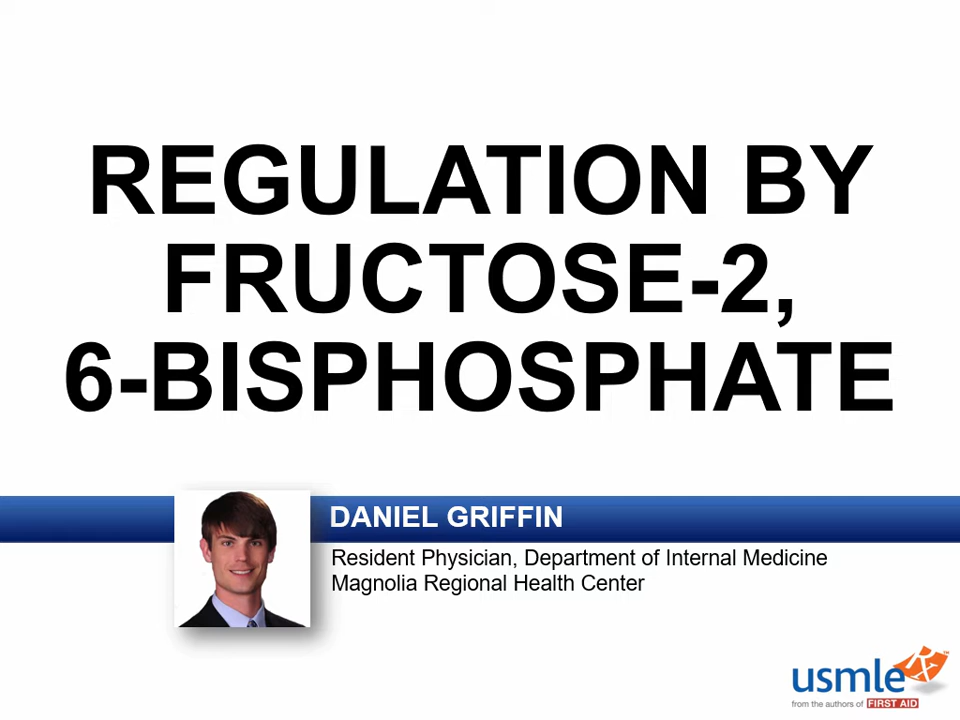 REGULATION BY
FRUCTOSE-2,
6-BISPHOSPHATE
DANIEL GRIFFIN
Resident Physician, Department of Internal Medicine
Magnolia Regional Health Center
usmle Rx™
from the authors of FIRST AID